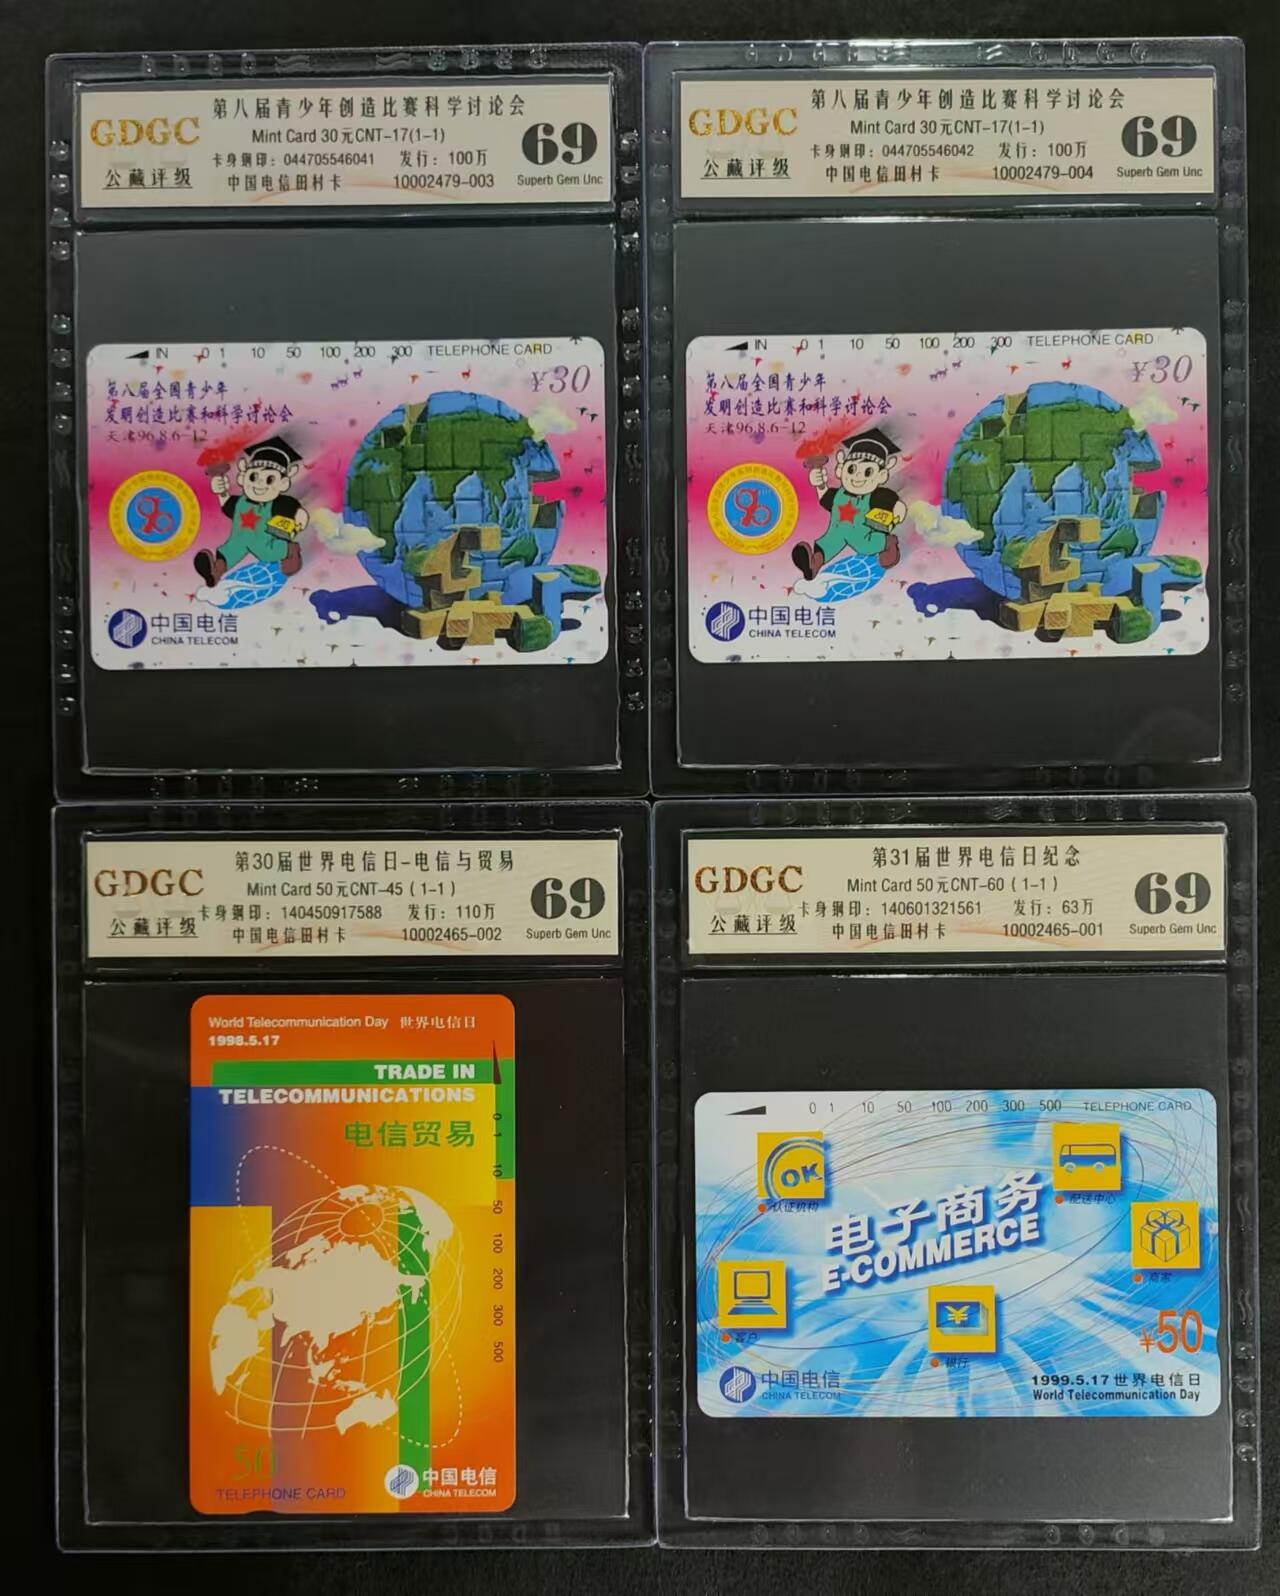 第八届青少年创造比赛科学讨论会
GDGC
Mint Card 30元CNT-17(1-1)
卡身钢印：044705546041 发行：100万
公藏评级
中国电信田村卡 10002479-003
69
Superb Gem Unc
IN 0 1 10 50 100 200 300 TELEPHONE CARD
¥30
第八届全国青少年
发明创造比赛和科学讨论会
天津96.8.6-12
中国电信
CHINA TELECOM
第八届青少年创造比赛科学讨论会
GDGC
Mint Card 30元CNT-17(1-1)
卡身钢印：044705546042 发行：100万
公藏评级
中国电信田村卡 10002479-004
69
Superb Gem Unc
IN 0 1 10 50 100 200 300 TELEPHONE CARD
¥30
第八届全国青少年
发明创造比赛和科学讨论会
天津96.8.6-12
中国电信
CHINA TELECOM
第30届世界电信日-电信与贸易
GDGC
Mint Card 50元CNT-45（1-1）
卡身钢印：140450917588 发行：110万
公藏评级
中国电信田村卡 10002465-002
69
Superb Gem Unc
World Telecommunication Day 世界电信日
1998.5.17
TRADE IN
TELECOMMUNICATIONS
电信贸易
0 1 10 50 100 200 300 500
50
TELEPHONE CARD
中国电信
CHINA TELECOM
第31届世界电信日纪念
GDGC
Mint Card 50元CNT-60（1-1）
卡身钢印：140601321561 发行：63万
公藏评级
中国电信田村卡 10002465-001
69
Superb Gem Unc
0 1 10 50 100 200 300 500 TELEPHONE CARD
OK
认证机构
配送中心
电子商务
E-COMMERCE
商家
客户
¥
银行
¥50
中国电信
CHINA TELECOM
1999.5.17世界电信日
World Telecommunication Day